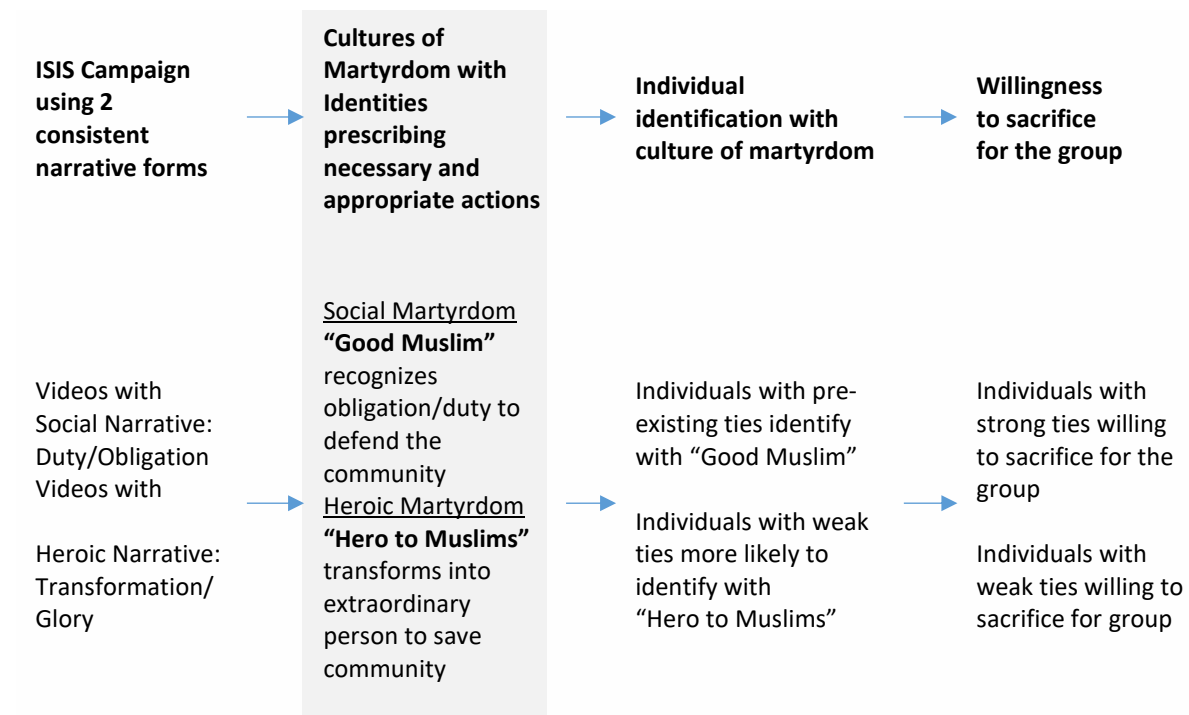 ISIS Campaign
using 2
consistent
narrative forms
Cultures of
Martyrdom with
Identities
prescribing
necessary and
appropriate actions
Individual
identification with
culture of martyrdom
Willingness
to sacrifice
for the group
Videos with
Social Narrative:
Duty/Obligation
Videos with
Heroic Narrative:
Transformation/
Glory
Social Martyrdom
“Good Muslim”
recognizes
obligation/duty to
defend the
community
Heroic Martyrdom
“Hero to Muslims”
transforms into
extraordinary
person to save
community
Individuals with pre-
existing ties identify
with “Good Muslim”
Individuals with weak
ties more likely to
identify with
“Hero to Muslims”
Individuals with
strong ties willing
to sacrifice for the
group
Individuals with
weak ties willing to
sacrifice for group